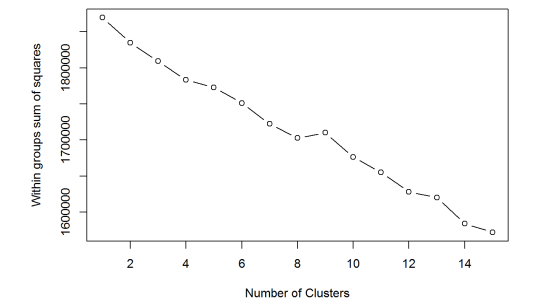 Within groups sum of squares
1800000
1700000
1600000
2 4 6 8 10 12 14
Number of Clusters